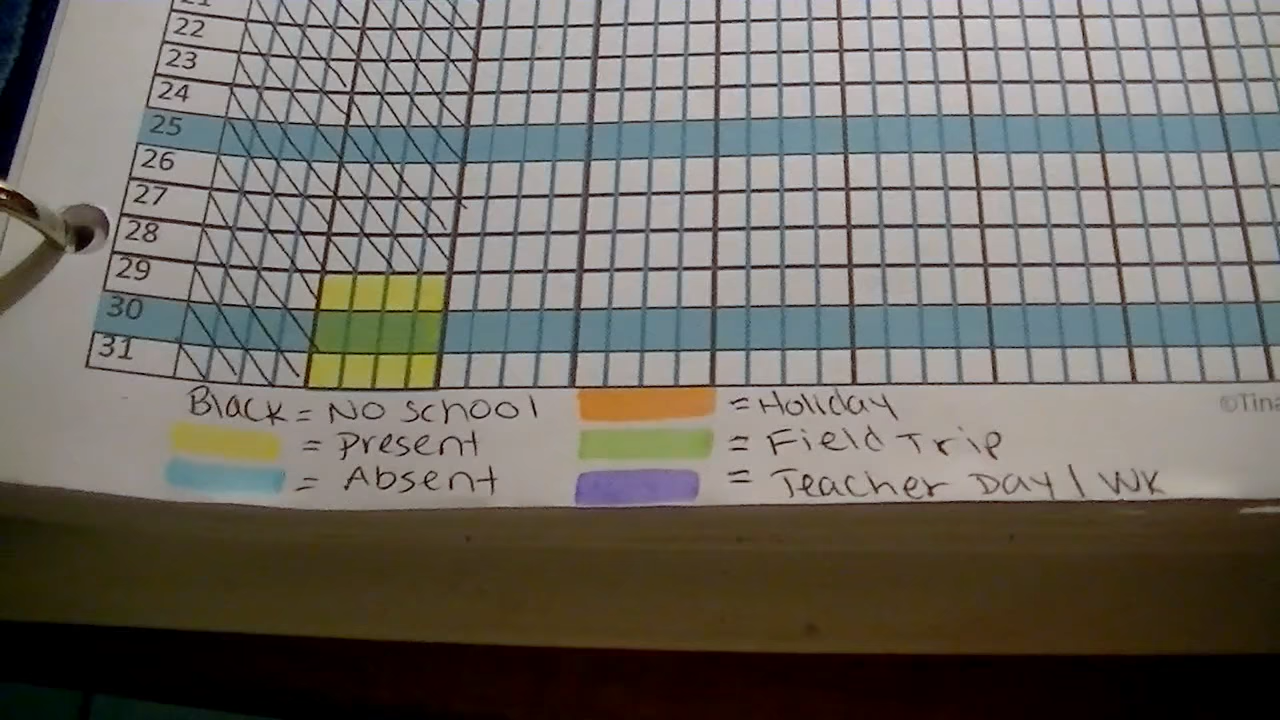 22
23
24
25
26
27
28
29
30
31
Black = No school
= Present
= Absent
= Holiday
= Field Trip
= Teacher Day / WK
©Tina